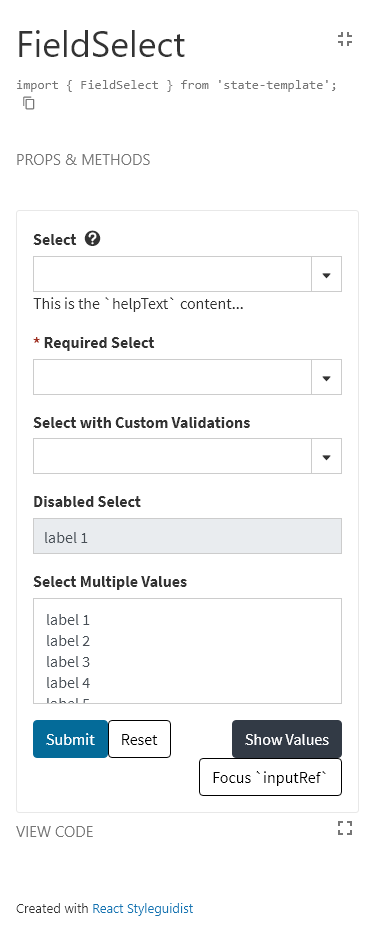 FieldSelect
import { FieldSelect } from 'state-template';
PROPS & METHODS
Select
This is the `helpText` content...
* Required Select
Select with Custom Validations
Disabled Select
label 1
Select Multiple Values
label 1
label 2
label 3
label 4
label 5
Submit Reset Show Values
Focus `inputRef`
VIEW CODE
Created with React Styleguidist